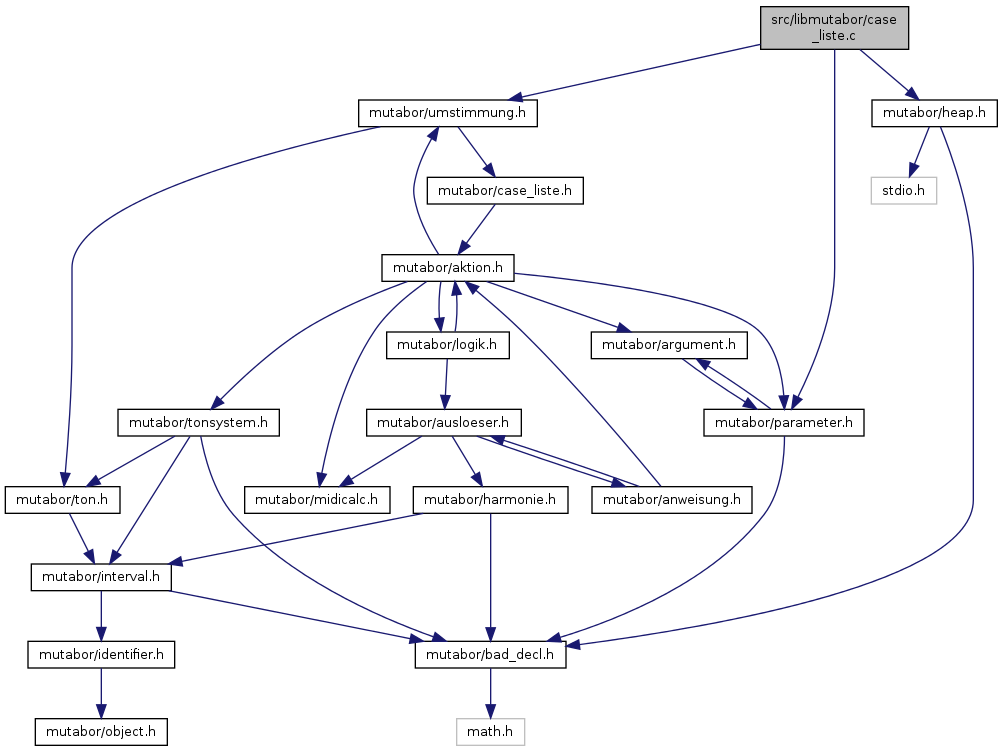 src/libmutabor/case
_liste.c
mutabor/umstimmung.h
mutabor/heap.h
mutabor/case_liste.h
stdio.h
mutabor/aktion.h
mutabor/logik.h
mutabor/argument.h
mutabor/tonsystem.h
mutabor/ausloeser.h
mutabor/parameter.h
mutabor/ton.h
mutabor/midicalc.h
mutabor/harmonie.h
mutabor/anweisung.h
mutabor/interval.h
mutabor/identifier.h
mutabor/bad_decl.h
mutabor/object.h
math.h